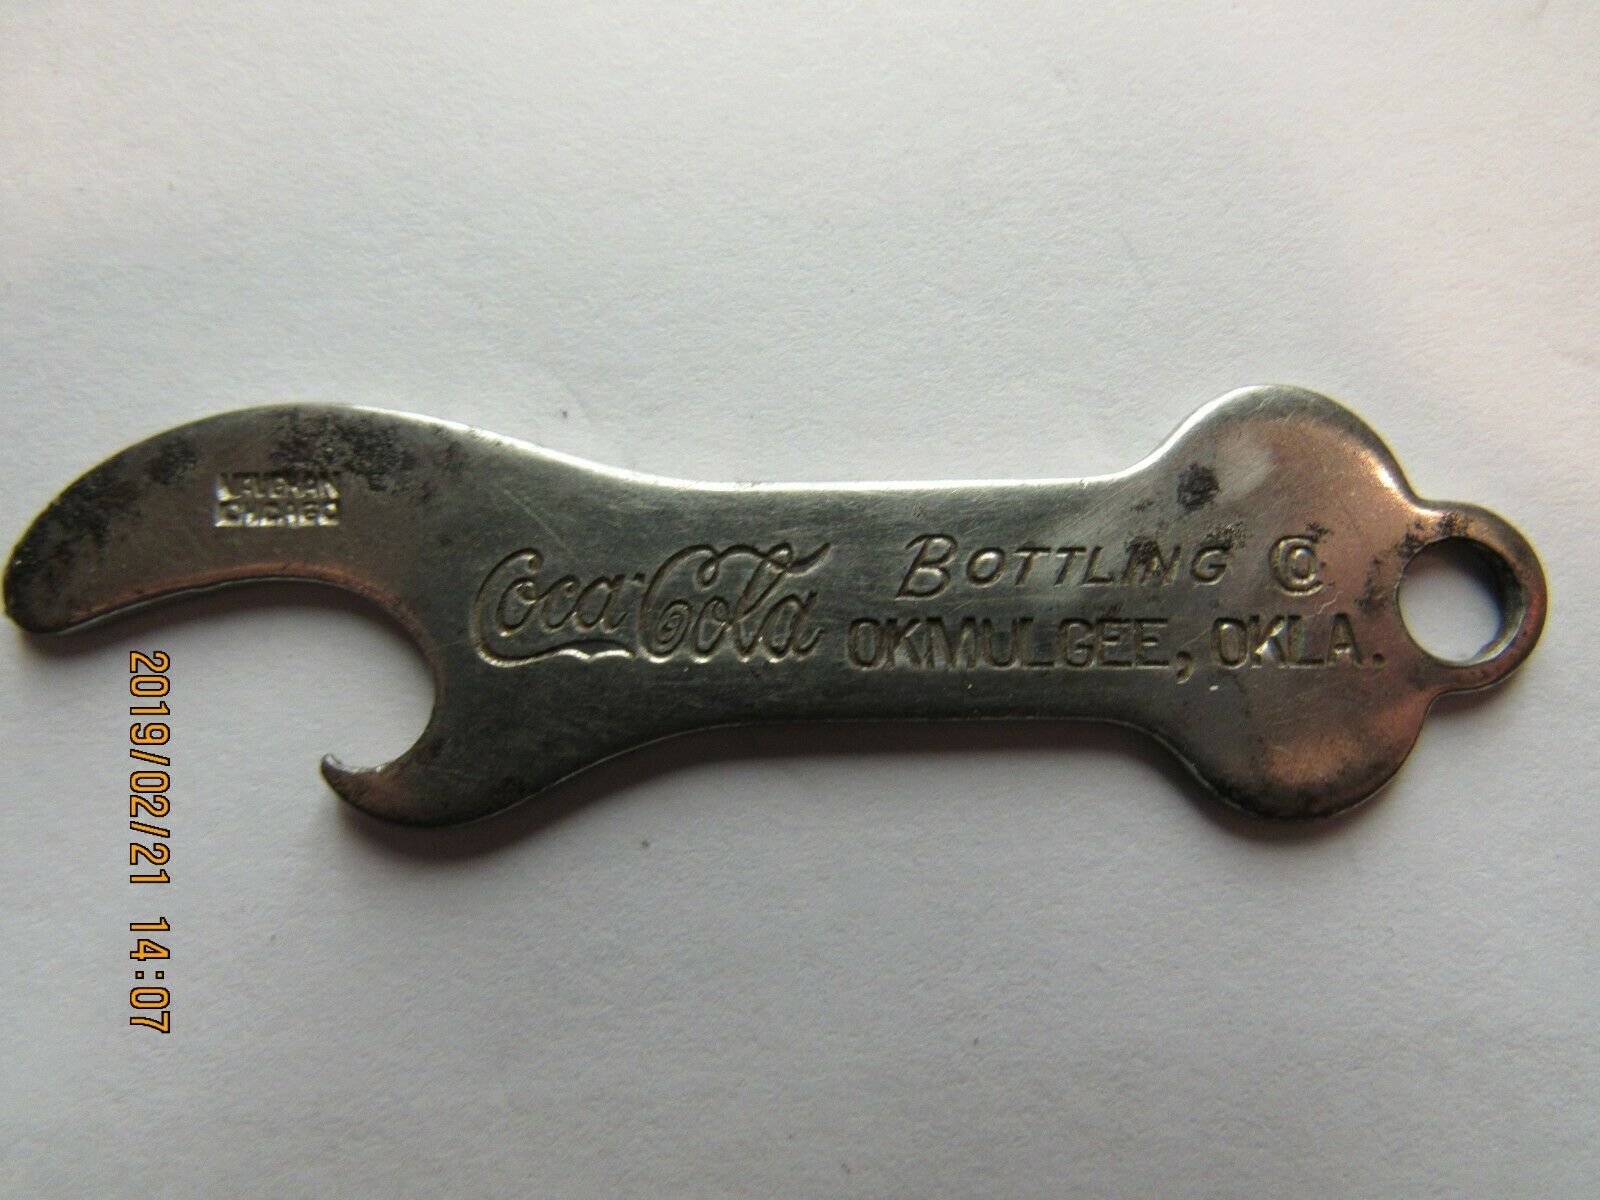 VAUGHAN
CHICAGO
Coca-Cola BOTTLING CO.
OKMULGEE, OKLA.
2019/02/21 14:07